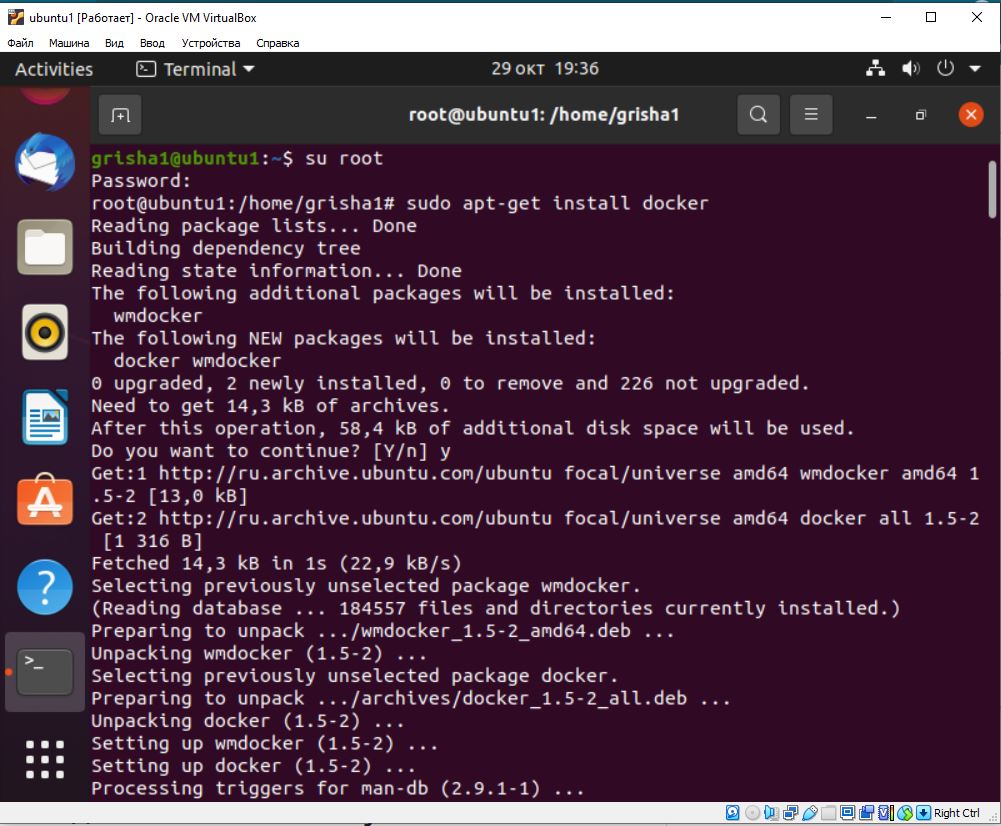 ubuntu1 [Работает] - Oracle VM VirtualBox
Файл Машина Вид Ввод Устройства Справка
Activities Terminal 29 окт 19:36
root@ubuntu1: /home/grisha1
grisha1@ubuntu1:~$ su root
Password:
root@ubuntu1:/home/grisha1# sudo apt-get install docker
Reading package lists... Done
Building dependency tree
Reading state information... Done
The following additional packages will be installed:
  wmdocker
The following NEW packages will be installed:
  docker wmdocker
0 upgraded, 2 newly installed, 0 to remove and 226 not upgraded.
Need to get 14,3 kB of archives.
After this operation, 58,4 kB of additional disk space will be used.
Do you want to continue? [Y/n] y
Get:1 http://ru.archive.ubuntu.com/ubuntu focal/universe amd64 wmdocker amd64 1
.5-2 [13,0 kB]
Get:2 http://ru.archive.ubuntu.com/ubuntu focal/universe amd64 docker all 1.5-2
 [1 316 B]
Fetched 14,3 kB in 1s (22,9 kB/s)
Selecting previously unselected package wmdocker.
(Reading database ... 184557 files and directories currently installed.)
Preparing to unpack .../wmdocker_1.5-2_amd64.deb ...
Unpacking wmdocker (1.5-2) ...
Selecting previously unselected package docker.
Preparing to unpack .../archives/docker_1.5-2_all.deb ...
Unpacking docker (1.5-2) ...
Setting up wmdocker (1.5-2) ...
Setting up docker (1.5-2) ...
Processing triggers for man-db (2.9.1-1) ...
Right Ctrl